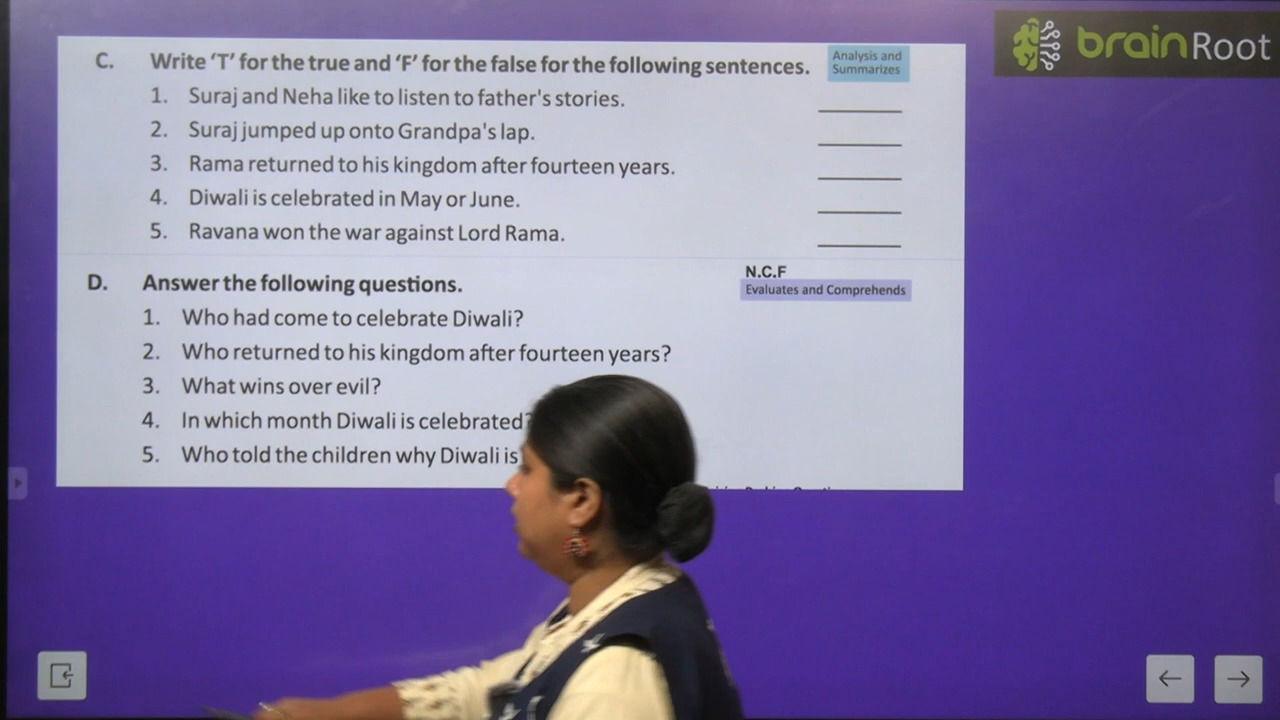 brainRoot
C. Write ‘T’ for the true and ‘F’ for the false for the following sentences.
Analysis and
Summarizes
1. Suraj and Neha like to listen to father's stories.
2. Suraj jumped up onto Grandpa's lap.
3. Rama returned to his kingdom after fourteen years.
4. Diwali is celebrated in May or June.
5. Ravana won the war against Lord Rama.
N.C.F
D. Answer the following questions.
Evaluates and Comprehends
1. Who had come to celebrate Diwali?
2. Who returned to his kingdom after fourteen years?
3. What wins over evil?
4. In which month Diwali is celebrated?
5. Who told the children why Diwali is